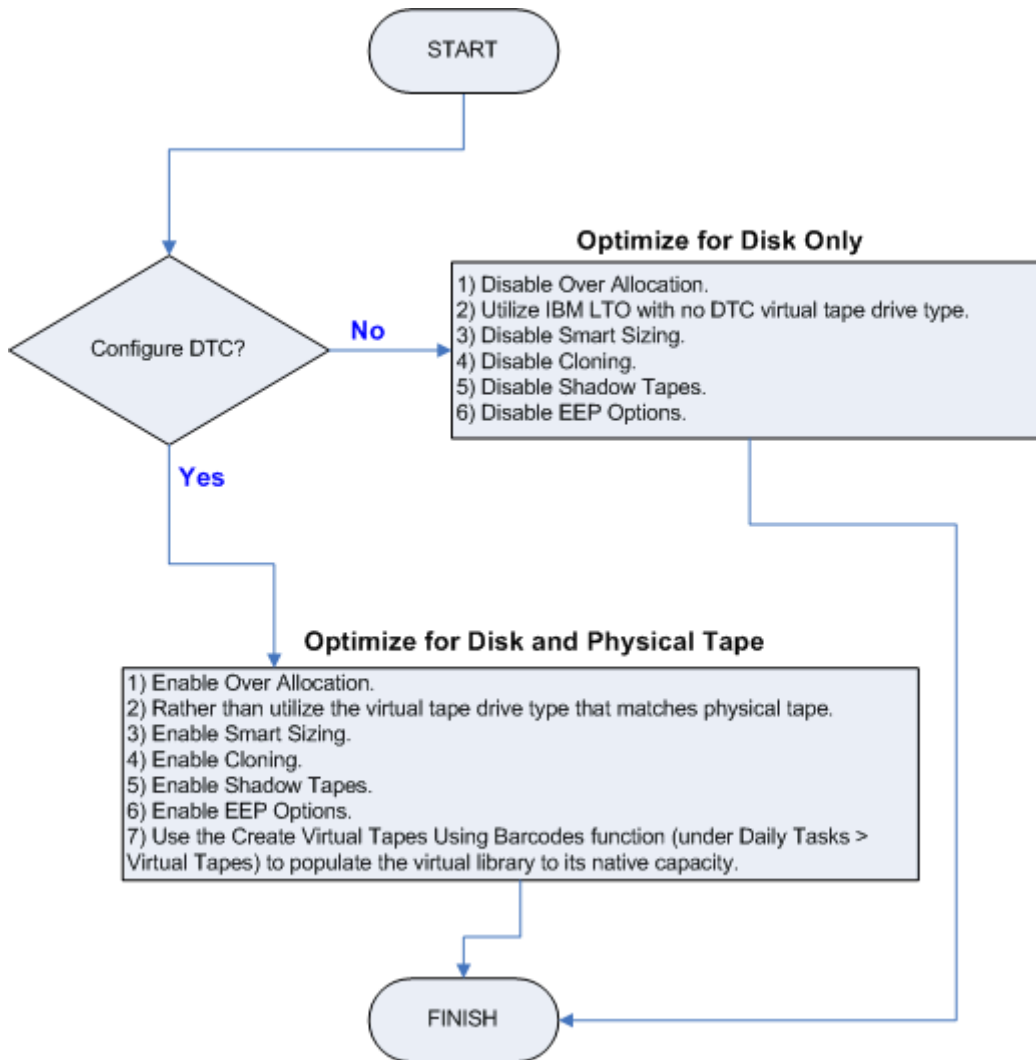 START
Configure DTC?
No
Optimize for Disk Only
1) Disable Over Allocation.
2) Utilize IBM LTO with no DTC virtual tape drive type.
3) Disable Smart Sizing.
4) Disable Cloning.
5) Disable Shadow Tapes.
6) Disable EEP Options.
Yes
Optimize for Disk and Physical Tape
1) Enable Over Allocation.
2) Rather than utilize the virtual tape drive type that matches physical tape.
3) Enable Smart Sizing.
4) Enable Cloning.
5) Enable Shadow Tapes.
6) Enable EEP Options.
7) Use the Create Virtual Tapes Using Barcodes function (under Daily Tasks >
Virtual Tapes) to populate the virtual library to its native capacity.
FINISH